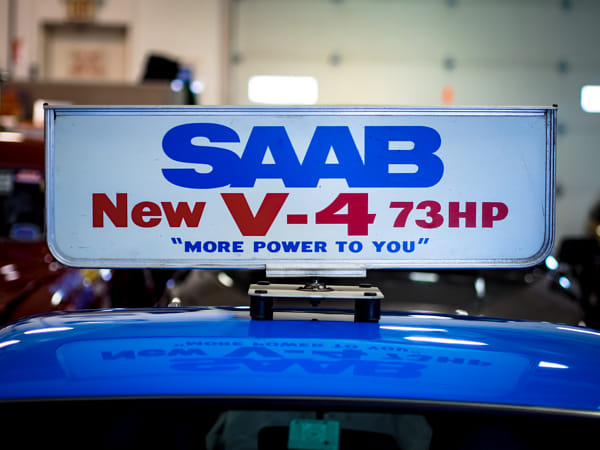 SAAB
New V-4 73HP
"MORE POWER TO YOU"